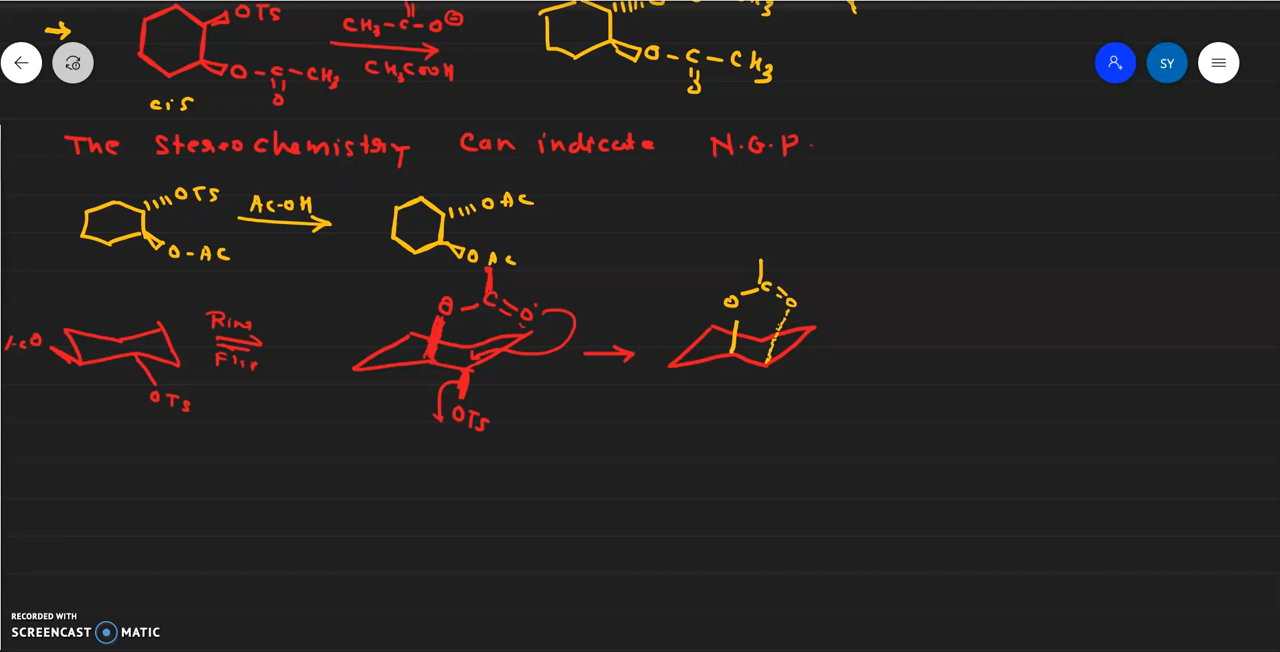 OTS
CH3-C-O⊖
CH3COOH
O-C-CH3
O
O-C-CH3
O
cis
SY
The Stereochemistry Can indicate N.G.P.
OTS
AC-OH
OAC
O-AC
OAC
O
C
O
O
C
O
AcO
Ring
Flip
OTS
OTS
RECORDED WITH
SCREENCAST MATIC